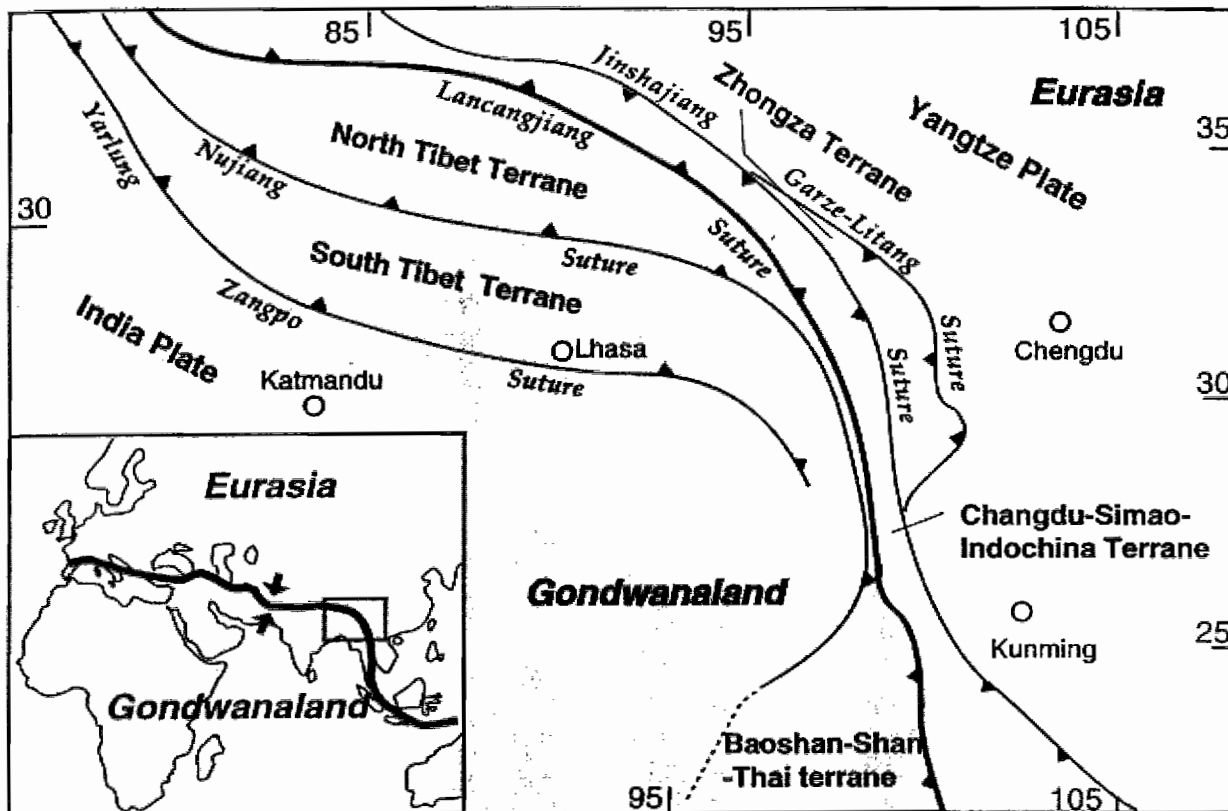 85
95
105
Eurasia
Jinshajiang
Zhongza Terrane
Yangtze Plate
35
Lancangjiang
Yarlung
North Tibet Terrane
Nujiang
Garze-Litang
30
Suture
Suture
South Tibet Terrane
Zangpo
India Plate
Lhasa
Suture
Suture
Suture
Chengdu
Katmandu
30
Eurasia
Changdu-Simao-
Indochina Terrane
Gondwanaland
Kunming
25
Gondwanaland
Baoshan-Shan
-Thai terrane
95
105